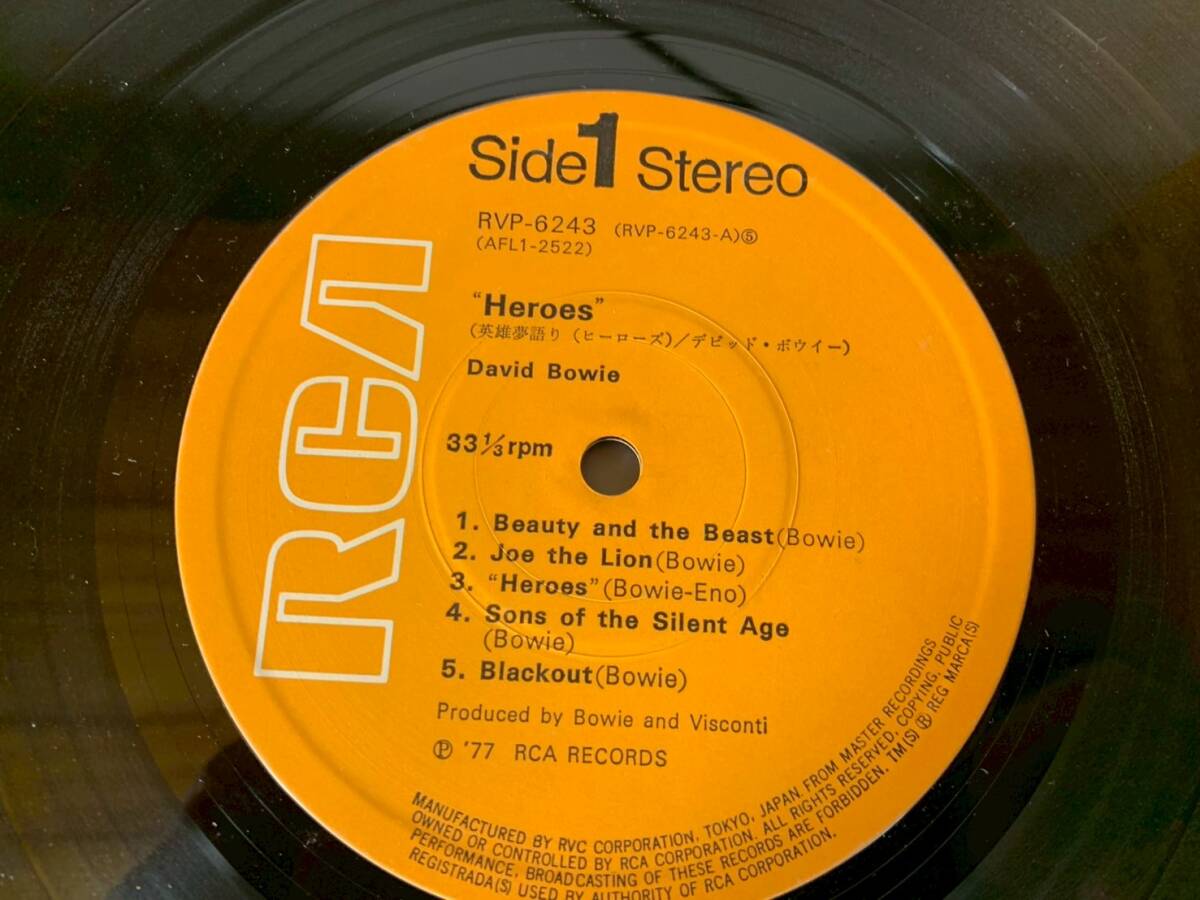 Side 1 Stereo
RVP-6243 (RVP-6243-A)⑤
(AFL1-2522)
RCA
"Heroes"
(英雄夢語り (ヒーローズ)/デビッド・ボウイー)
David Bowie
33 1/3 rpm
1. Beauty and the Beast(Bowie)
2. Joe the Lion(Bowie)
3. "Heroes" (Bowie-Eno)
4. Sons of the Silent Age
(Bowie)
5. Blackout(Bowie)
Produced by Bowie and Visconti
Ⓟ '77 RCA RECORDS
MANUFACTURED BY RVC CORPORATION, TOKYO, JAPAN. FROM MASTER RECORDINGS
OWNED OR CONTROLLED BY RCA CORPORATION. ALL RIGHTS RESERVED, COPYING, PUBLIC
PERFORMANCE, BROADCASTING OF THESE RECORDS ARE FORBIDDEN. TM(S) ® REG MARCA(S)
REGISTRADA(S) USED BY AUTHORITY OF RCA CORPORATION.